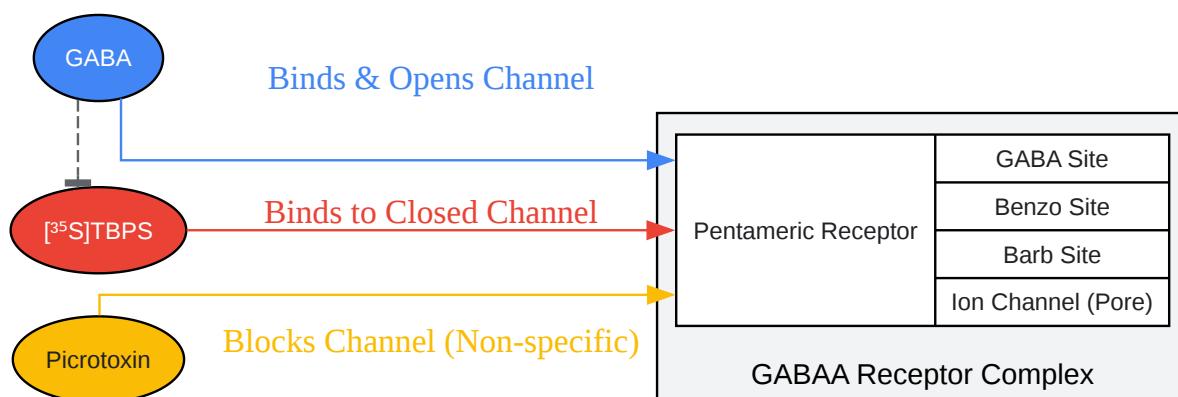 GABA
Binds & Opens Channel
[³⁵S]TBPS
Binds to Closed Channel
Picrotoxin
Blocks Channel (Non-specific)
Pentameric Receptor
GABA Site
Benzo Site
Barb Site
Ion Channel (Pore)
GABAA Receptor Complex